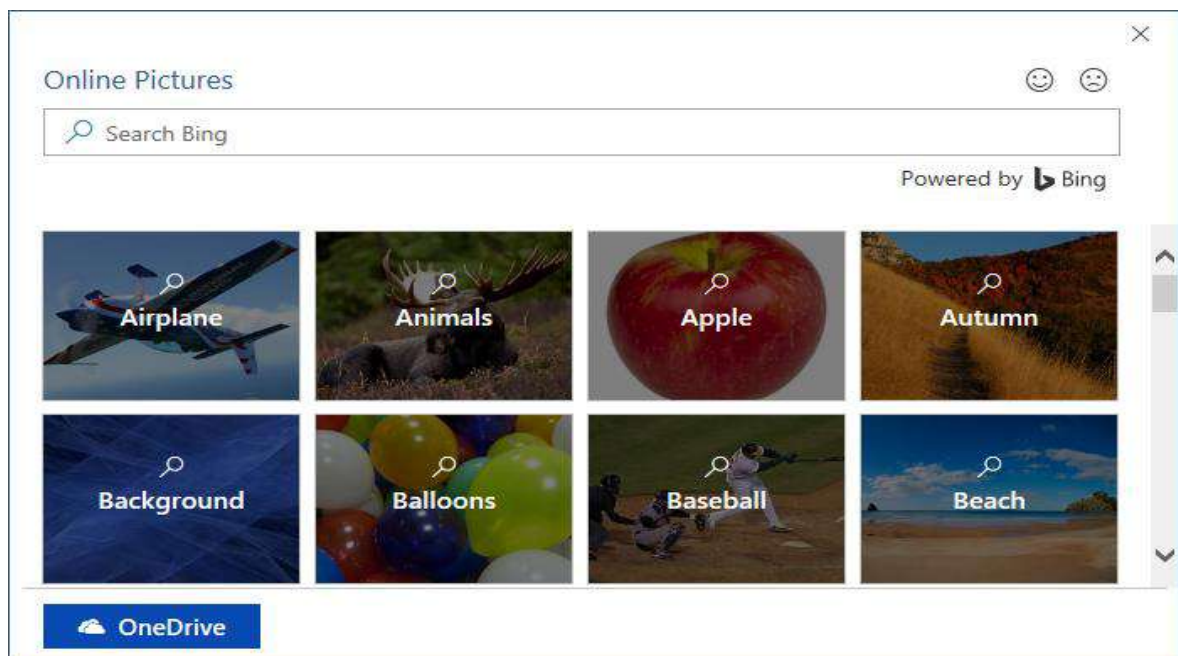 Online Pictures
Search Bing
Powered by Bing
Airplane
Animals
Apple
Autumn
Background
Balloons
Baseball
Beach
OneDrive